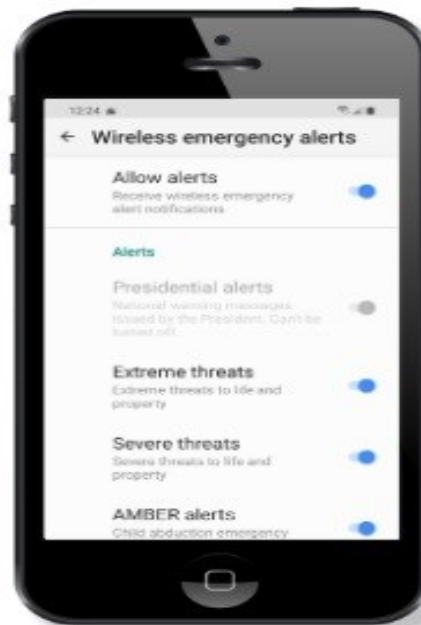 12:24
← Wireless emergency alerts
Allow alerts
Receive wireless emergency
alert notifications
Alerts
Presidential alerts
National warning messages
issued by the President. Can't be
turned off
Extreme threats
Extreme threats to life and
property
Severe threats
Severe threats to life and
property
AMBER alerts
Child abduction emergency